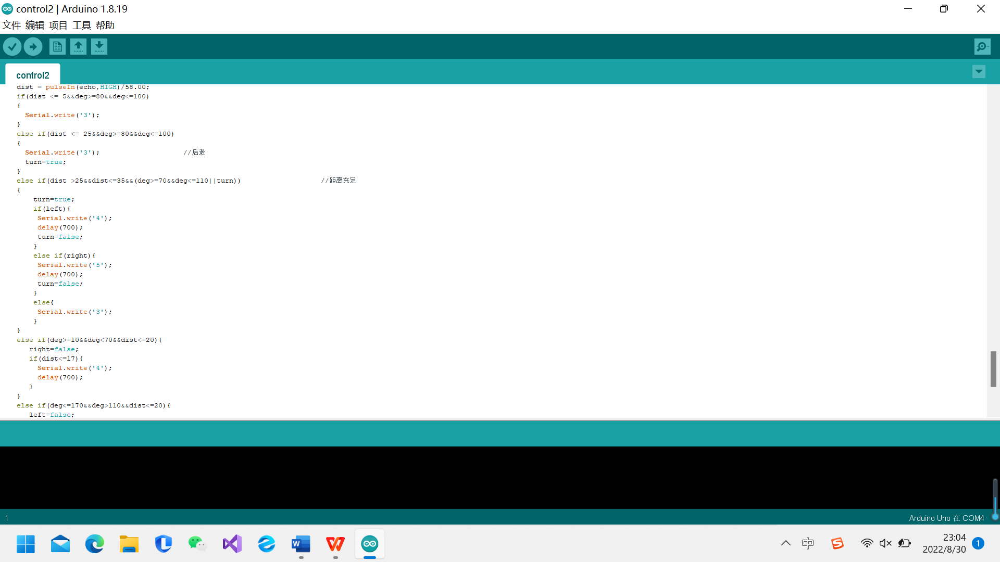 control2 | Arduino 1.8.19
文件 编辑 项目 工具 帮助
control2
dist = pulseIn(echo,HIGH)/58.00;
if(dist <= 5&&deg>=80&&deg<=100)
{
Serial.write('3');
}
else if(dist <= 25&&deg>=80&&deg<=100)
{
Serial.write('3'); //后退
turn=true;
}
else if(dist >25&&dist<=35&&(deg>=70&&deg<=110||turn)) //距离充足
{
turn=true;
if(left){
Serial.write('4');
delay(700);
turn=false;
}
else if(right){
Serial.write('5');
delay(700);
turn=false;
}
else{
Serial.write('3');
}
}
else if(deg>=10&&deg<70&&dist<=20){
right=false;
if(dist<=17){
Serial.write('4');
delay(700);
}
}
else if(deg<=170&&deg>110&&dist<=20){
left=false;
1 Arduino Uno 在 COM4
中 23:04
2022/8/30 1